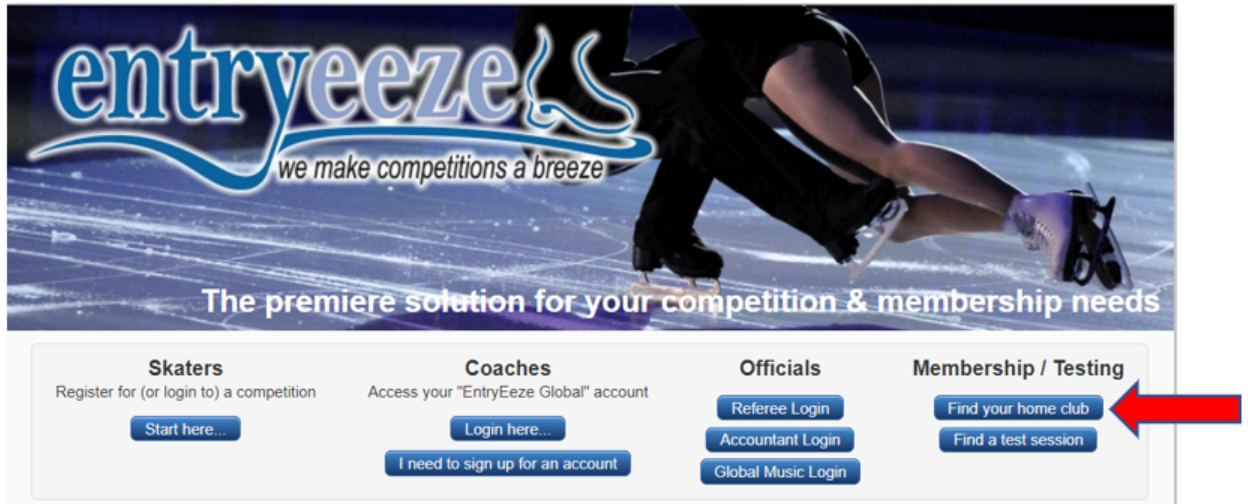 entryeeze
we make competitions a breeze
The premiere solution for your competition & membership needs
Skaters
Register for (or login to) a competition
Start here...
Coaches
Access your "EntryEeze Global" account
Login here...
I need to sign up for an account
Officials
Referee Login
Accountant Login
Global Music Login
Membership / Testing
Find your home club
Find a test session